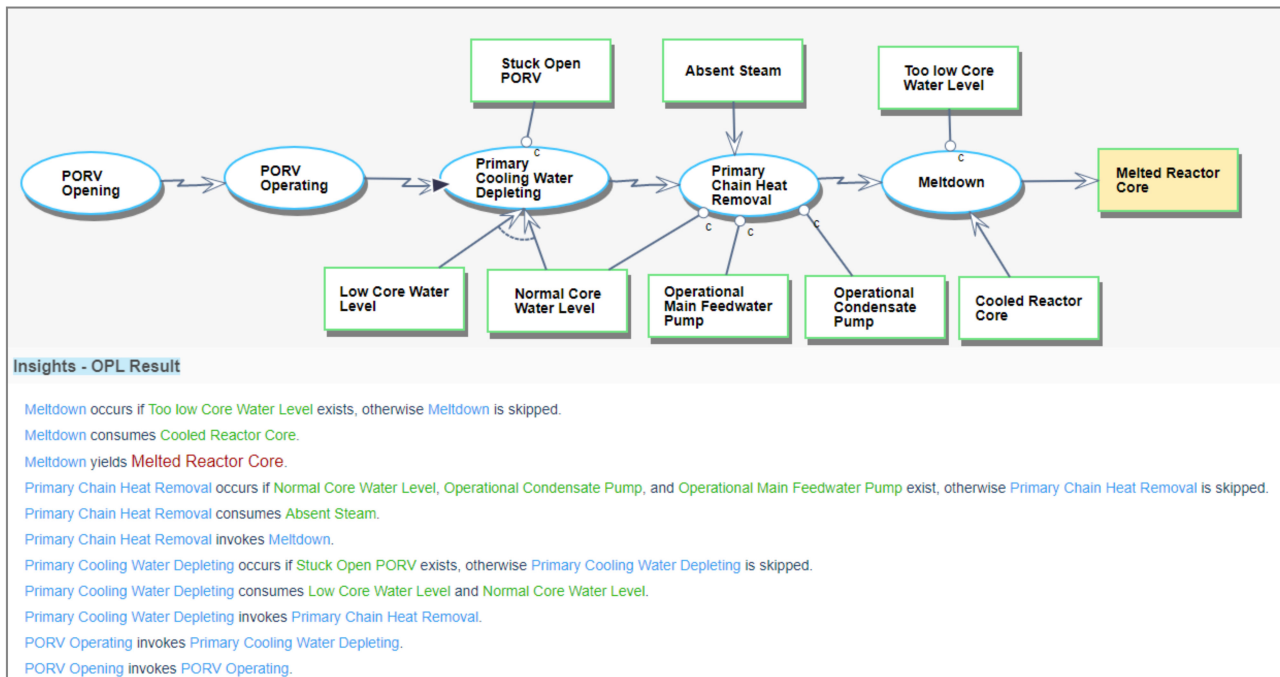 Stuck Open
PORV
Absent Steam
Too low Core
Water Level
PORV
Opening
PORV
Operating
c
Primary
Cooling Water
Depleting
Primary
Chain Heat
Removal
c
Meltdown
Melted Reactor
Core
c
c
c
Low Core Water
Level
Normal Core
Water Level
Operational
Main Feedwater
Pump
Operational
Condensate
Pump
Cooled Reactor
Core
Insights - OPL Result
Meltdown occurs if Too low Core Water Level exists, otherwise Meltdown is skipped.
Meltdown consumes Cooled Reactor Core.
Meltdown yields Melted Reactor Core.
Primary Chain Heat Removal occurs if Normal Core Water Level, Operational Condensate Pump, and Operational Main Feedwater Pump exist, otherwise Primary Chain Heat Removal is skipped.
Primary Chain Heat Removal consumes Absent Steam.
Primary Chain Heat Removal invokes Meltdown.
Primary Cooling Water Depleting occurs if Stuck Open PORV exists, otherwise Primary Cooling Water Depleting is skipped.
Primary Cooling Water Depleting consumes Low Core Water Level and Normal Core Water Level.
Primary Cooling Water Depleting invokes Primary Chain Heat Removal.
PORV Operating invokes Primary Cooling Water Depleting.
PORV Opening invokes PORV Operating.